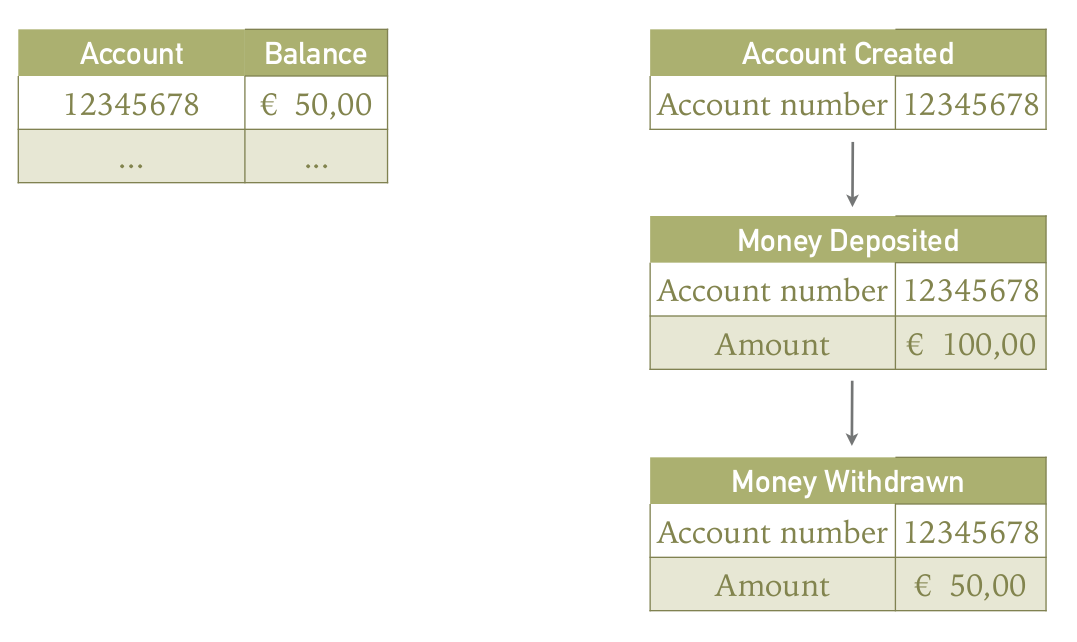 Account Balance
12345678 € 50,00
... ...
Account Created
Account number 12345678
Money Deposited
Account number 12345678
Amount € 100,00
Money Withdrawn
Account number 12345678
Amount € 50,00